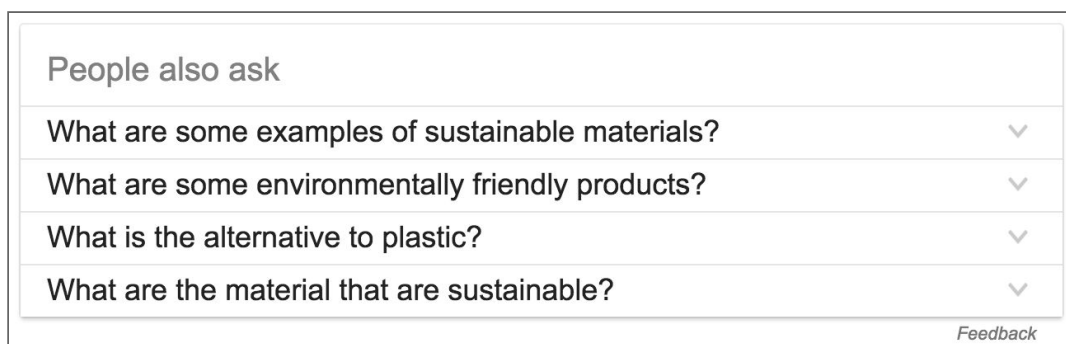 People also ask
What are some examples of sustainable materials?
What are some environmentally friendly products?
What is the alternative to plastic?
What are the material that are sustainable?
Feedback